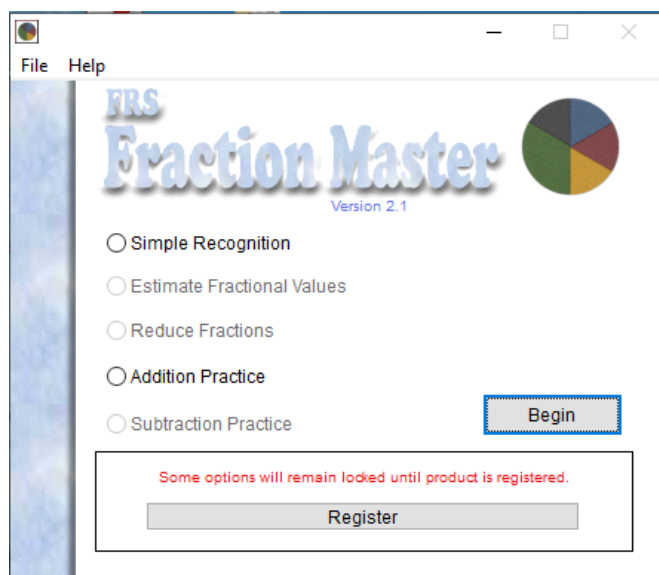 File Help
FRS
Fraction Master
Version 2.1
Simple Recognition
Estimate Fractional Values
Reduce Fractions
Addition Practice
Subtraction Practice
Begin
Some options will remain locked until product is registered.
Register